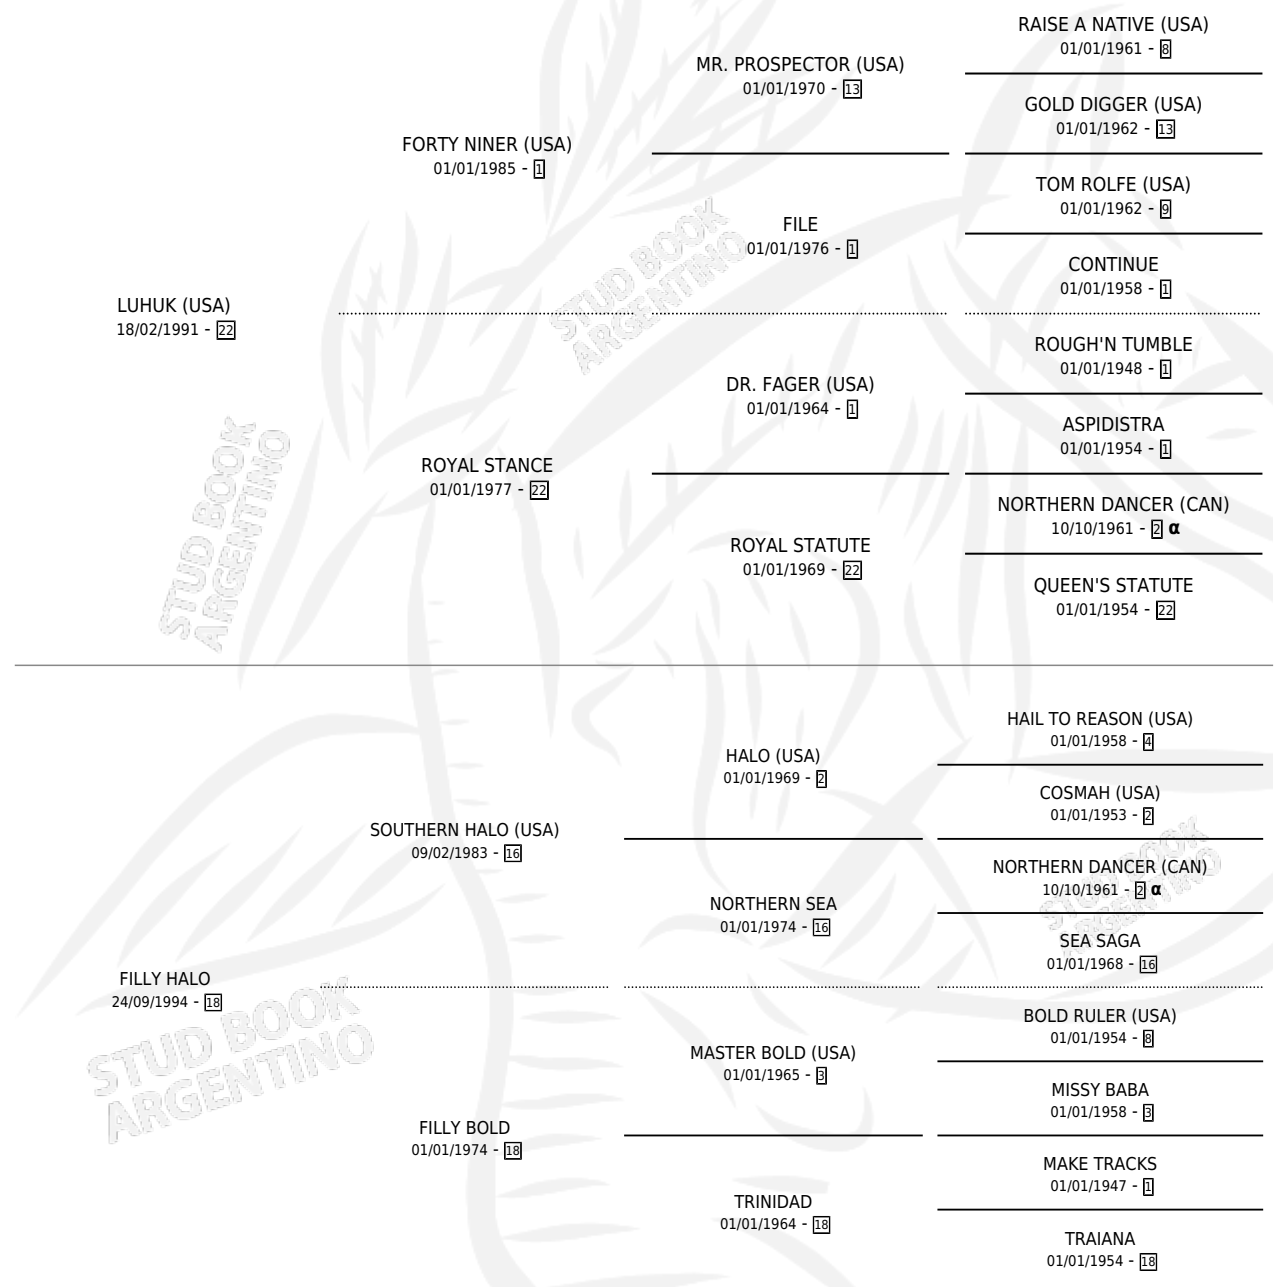 RAISE A NATIVE (USA)
01/01/1961 - 8
MR. PROSPECTOR (USA)
01/01/1970 - 13
GOLD DIGGER (USA)
01/01/1962 - 13
FORTY NINER (USA)
01/01/1985 - 1
TOM ROLFE (USA)
01/01/1962 - 9
FILE
01/01/1976 - 1
CONTINUE
01/01/1958 - 1
LUHUK (USA)
18/02/1991 - 22
ROUGH'N TUMBLE
01/01/1948 - 1
DR. FAGER (USA)
01/01/1964 - 1
ASPIDISTRA
01/01/1954 - 1
ROYAL STANCE
01/01/1977 - 22
NORTHERN DANCER (CAN)
10/10/1961 - 2 α
ROYAL STATUTE
01/01/1969 - 22
QUEEN'S STATUTE
01/01/1954 - 22
HAIL TO REASON (USA)
01/01/1958 - 4
HALO (USA)
01/01/1969 - 2
COSMAH (USA)
01/01/1953 - 2
SOUTHERN HALO (USA)
09/02/1983 - 16
NORTHERN DANCER (CAN)
10/10/1961 - 2 α
NORTHERN SEA
01/01/1974 - 16
SEA SAGA
01/01/1968 - 16
FILLY HALO
24/09/1994 - 18
BOLD RULER (USA)
01/01/1954 - 8
MASTER BOLD (USA)
01/01/1965 - 3
MISSY BABA
01/01/1958 - 3
FILLY BOLD
01/01/1974 - 18
MAKE TRACKS
01/01/1947 - 1
TRINIDAD
01/01/1964 - 18
TRAIANA
01/01/1954 - 18
STUD BOOK
ARGENTINO
STUD BOOK
ARGENTINO
STUD BOOK
ARGENTINO
STUD BOOK
ARGENTINO